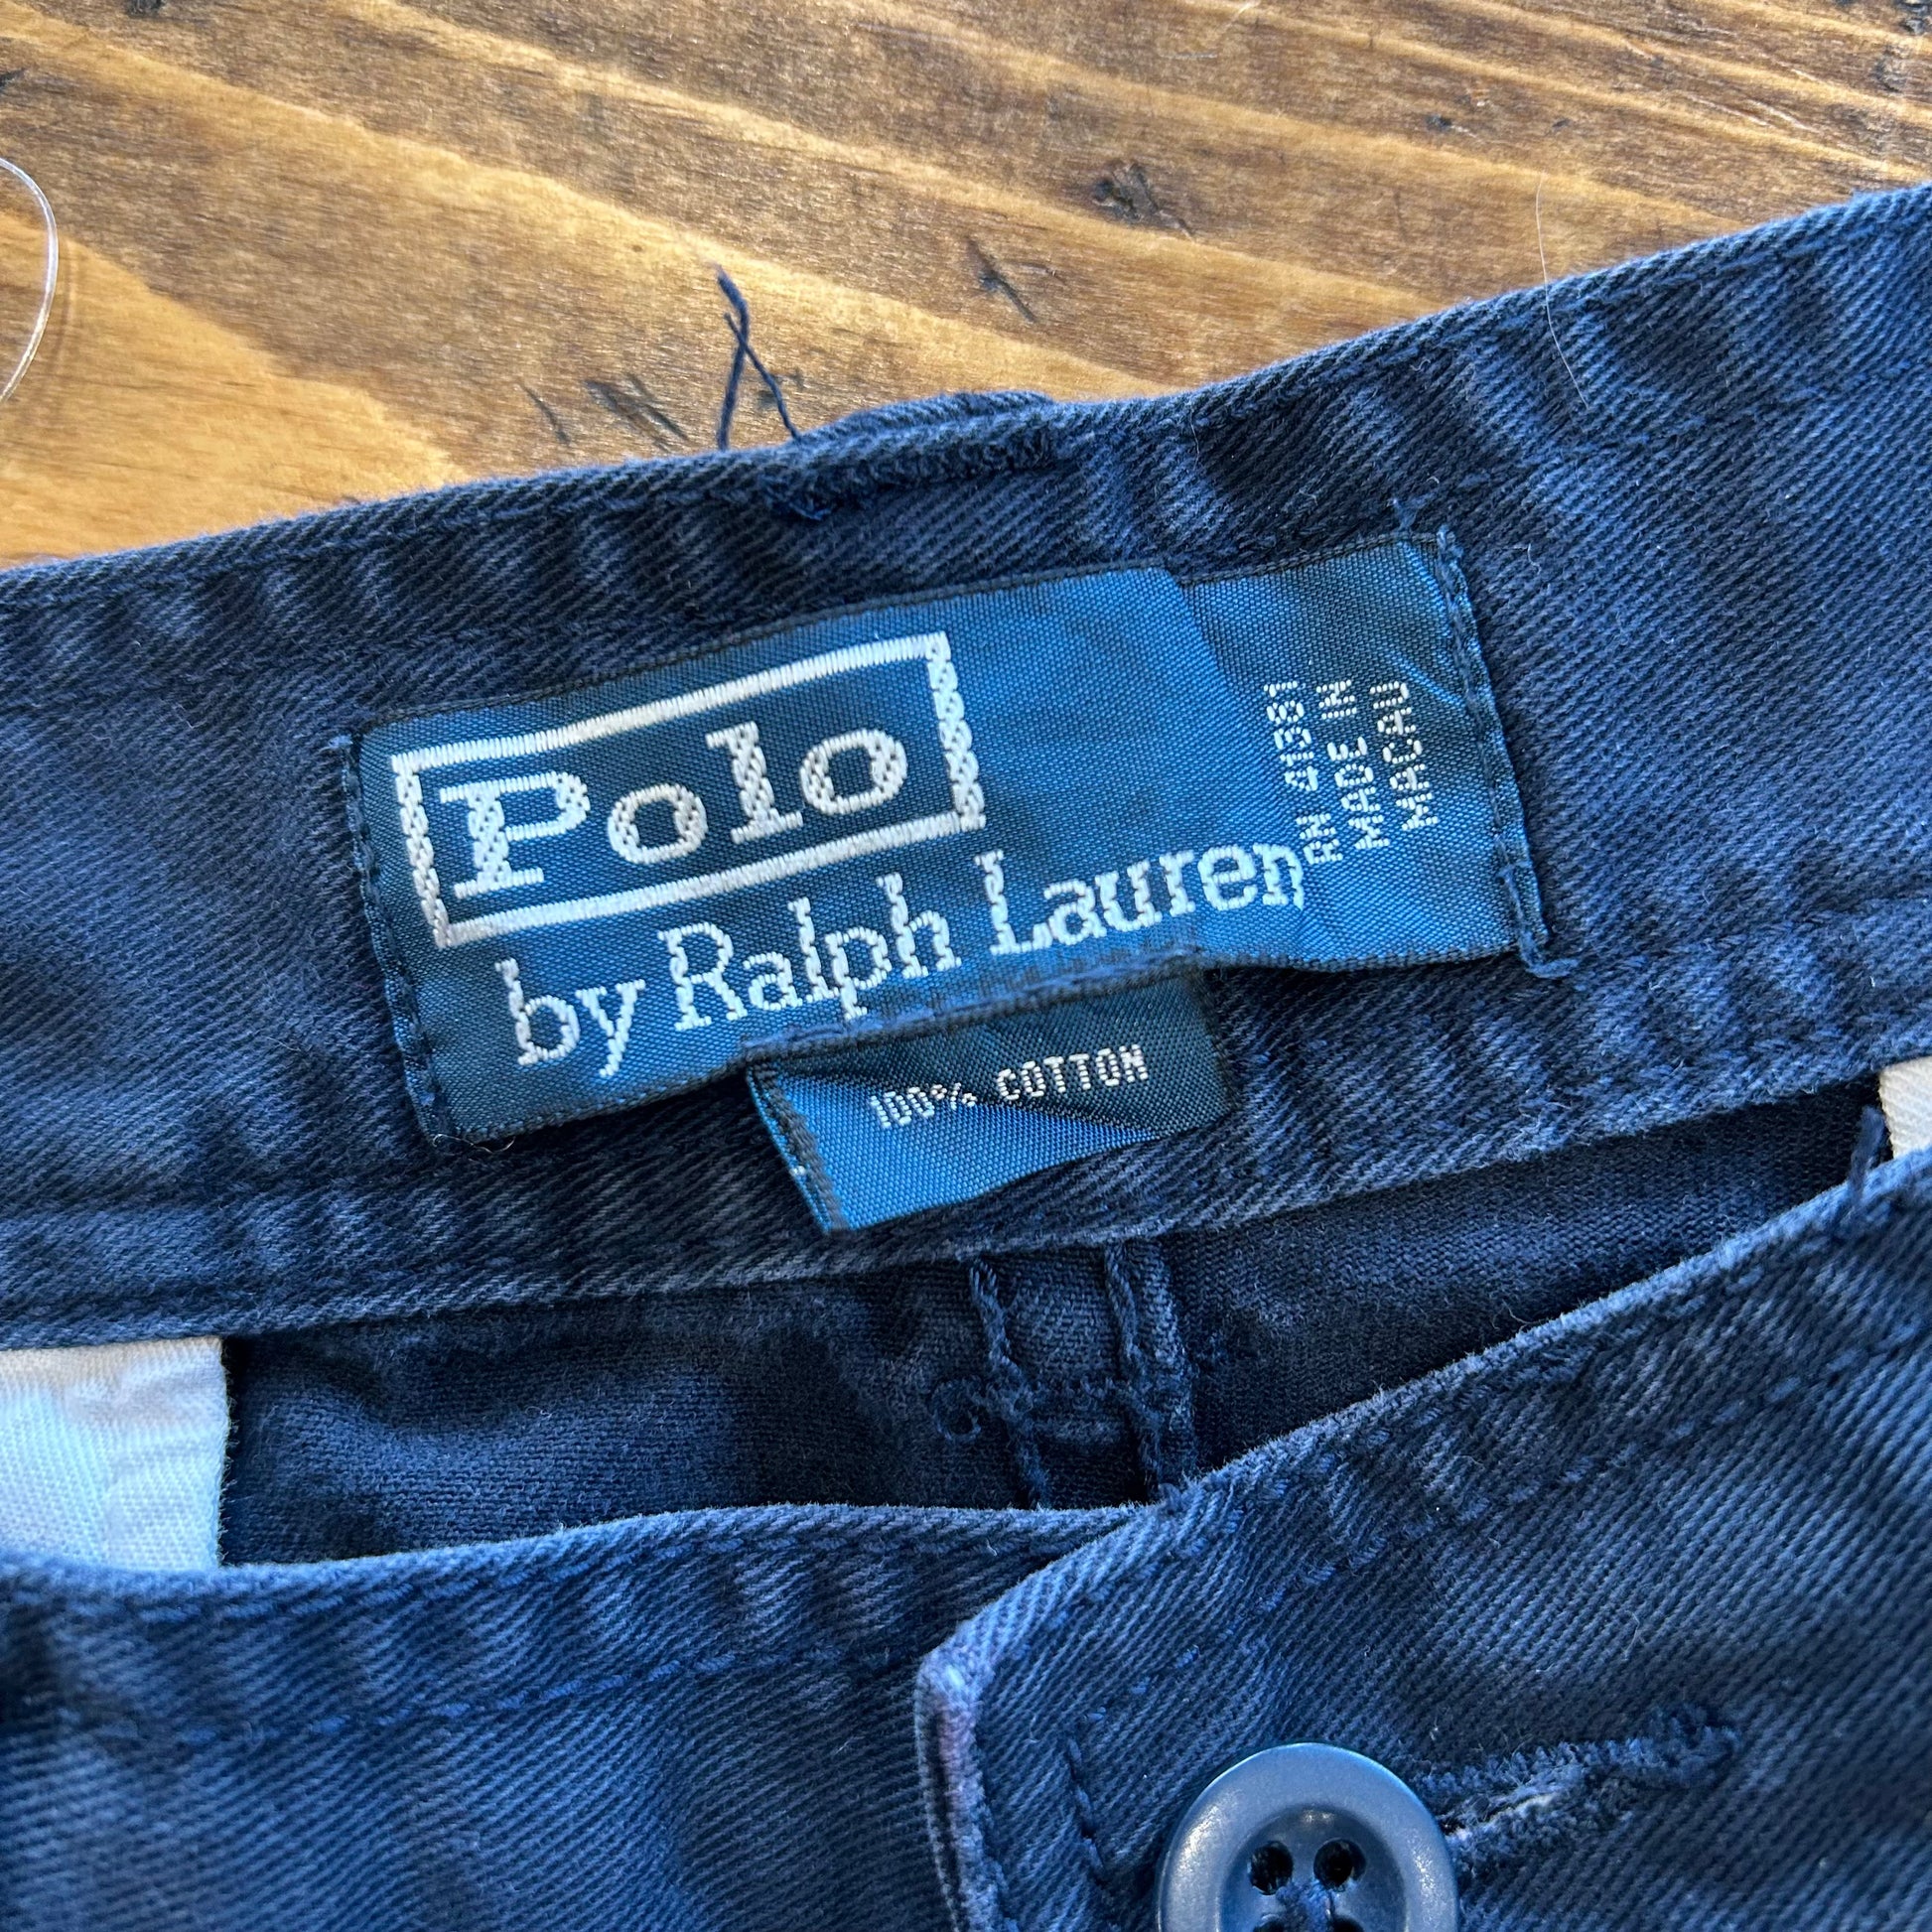 Polo
by Ralph Lauren
RN 41381
MADE IN
MACAU
100% COTTON